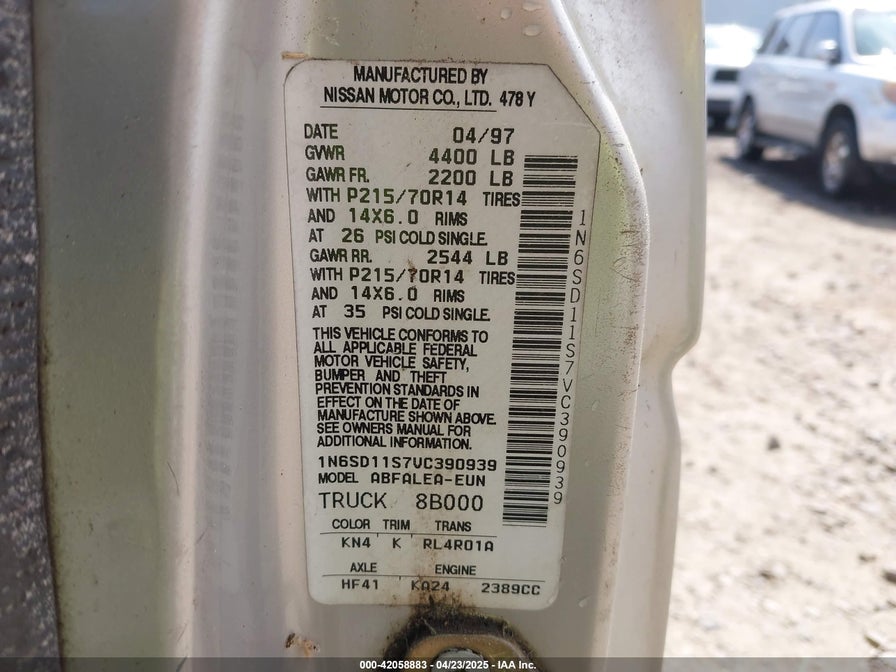 MANUFACTURED BY
NISSAN MOTOR CO., LTD. 478Y
DATE 04/97
GVWR 4400 LB
GAWR FR. 2200 LB
WITH P215/70R14 TIRES
AND 14X6.0 RIMS
AT 26 PSI COLD SINGLE.
GAWR RR. 2544 LB
WITH P215/70R14 TIRES
AND 14X6.0 RIMS
AT 35 PSI COLD SINGLE.
THIS VEHICLE CONFORMS TO
ALL APPLICABLE FEDERAL
MOTOR VEHICLE SAFETY,
BUMPER AND THEFT
PREVENTION STANDARDS IN
EFFECT ON THE DATE OF
MANUFACTURE SHOWN ABOVE.
SEE OWNERS MANUAL FOR
ADDITIONAL INFORMATION.
1N6SD11S7VC390939
MODEL ABFALEA-EUN
TRUCK 8B000
COLOR TRIM TRANS
KN4 K RL4R01A
AXLE ENGINE
HF41 KA24 2389CC
1N6SD11S7VC390939
000-42058883 - 04/23/2025 - IAA Inc.